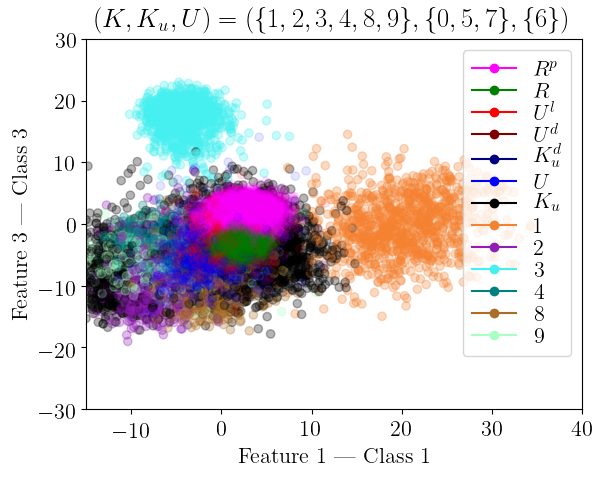 (K, K_u, U) = ({1, 2, 3, 4, 8, 9}, {0, 5, 7}, {6})
30
20
10
0
−10
−20
−30
Feature 3 — Class 3
−10
0
10
20
30
40
Feature 1 — Class 1
R^p
R
U^l
U^d
K_u^d
U
K_u
1
2
3
4
8
9